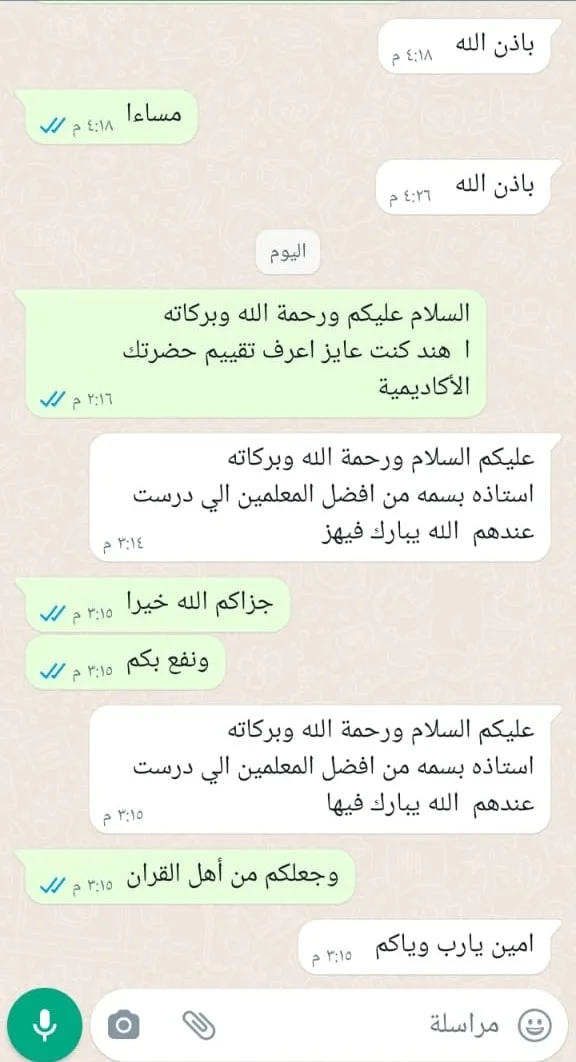 باذن الله
٤:١٨ م
مساءا
٤:١٨ م
باذن الله
٤:٢٦ م
اليوم
السلام عليكم ورحمة الله وبركاته
ا هند كنت عايز اعرف تقييم حضرتك
الأكاديمية
٢:١٦ م
عليكم السلام ورحمة الله وبركاته
استاذه بسمه من افضل المعلمين الي درست
عندهم الله يبارك فيهز
٣:١٤ م
جزاكم الله خيرا
٣:١٥ م
ونفع بكم
٣:١٥ م
عليكم السلام ورحمة الله وبركاته
استاذه بسمه من افضل المعلمين الي درست
عندهم الله يبارك فيها
٣:١٥ م
وجعلكم من أهل القران
٣:١٥ م
امين يارب وياكم
٣:١٥ م
مراسلة